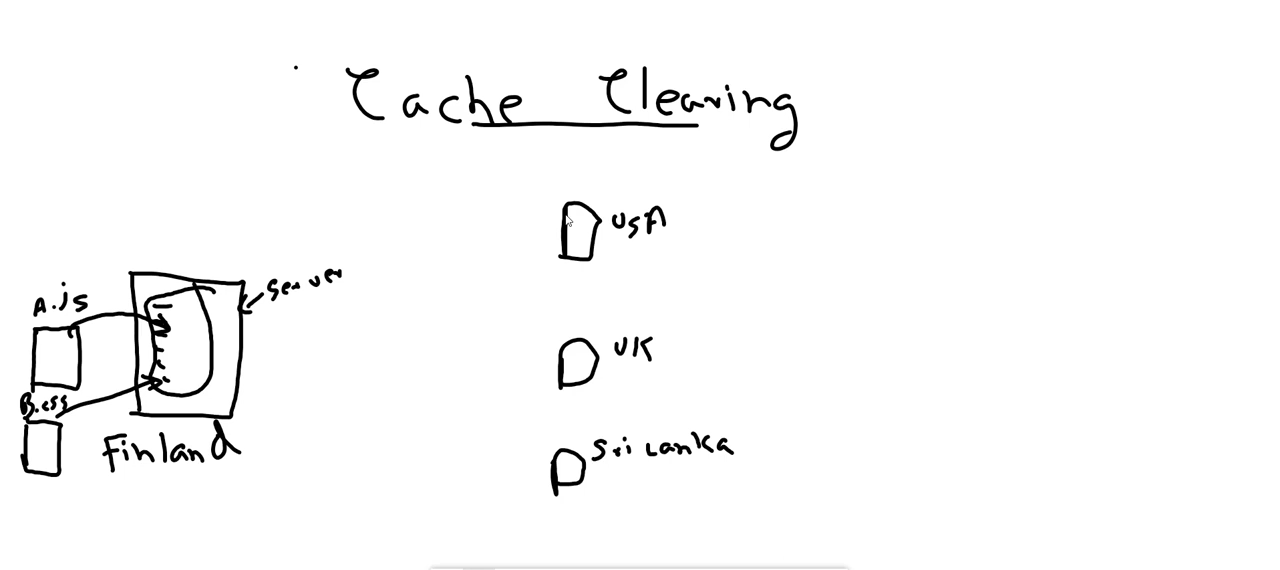 Cache Clearing
USA
Server
A.js
UK
B.css
Finland
Sri Lanka